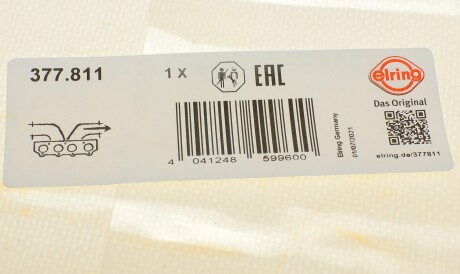 377.811
1 X
EAC
elring
Das Original
4 041248 599600
Elring Germany
01/07/2021
elring.de/377811